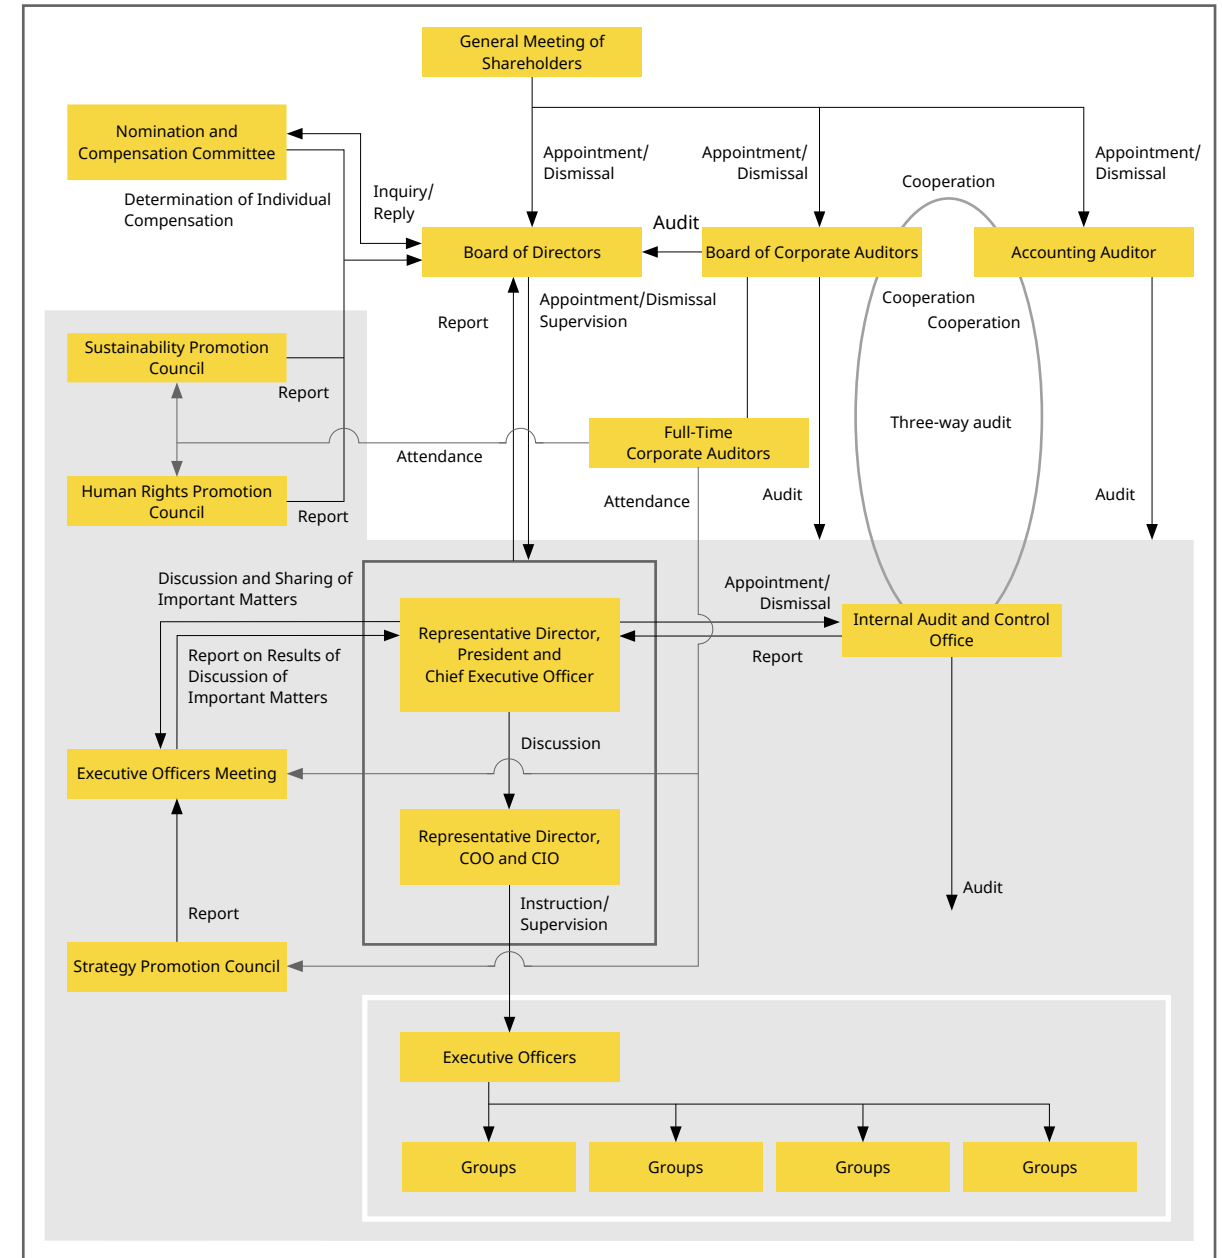 General Meeting of
Shareholders
Nomination and
Compensation Committee
Appointment/
Dismissal
Appointment/
Dismissal
Appointment/
Dismissal
Cooperation
Determination of Individual
Compensation
Inquiry/
Reply
Audit
Board of Directors
Board of Corporate Auditors
Accounting Auditor
Report
Appointment/Dismissal
Supervision
Cooperation
Cooperation
Sustainability Promotion
Council
Report
Three-way audit
Full-Time
Corporate Auditors
Attendance
Human Rights Promotion
Council
Report
Attendance
Audit
Audit
Discussion and Sharing of
Important Matters
Appointment/
Dismissal
Representative Director,
President and
Chief Executive Officer
Internal Audit and Control
Office
Report
Report on Results of
Discussion of
Important Matters
Discussion
Executive Officers Meeting
Representative Director,
COO and CIO
Audit
Instruction/
Supervision
Report
Strategy Promotion Council
Executive Officers
Groups
Groups
Groups
Groups